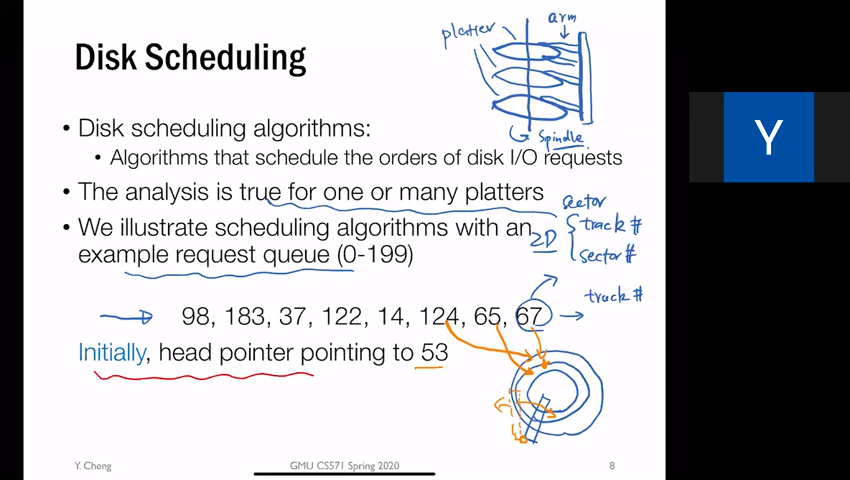 platter
arm
Disk Scheduling
Spindle
• Disk scheduling algorithms:
• Algorithms that schedule the orders of disk I/O requests
• The analysis is true for one or many platters
sector
• We illustrate scheduling algorithms with an
example request queue (0-199)
2D
track#
sector#
98, 183, 37, 122, 14, 124, 65, 67
track#
Initially, head pointer pointing to 53
Y. Cheng
GMU CS571 Spring 2020
8
Y